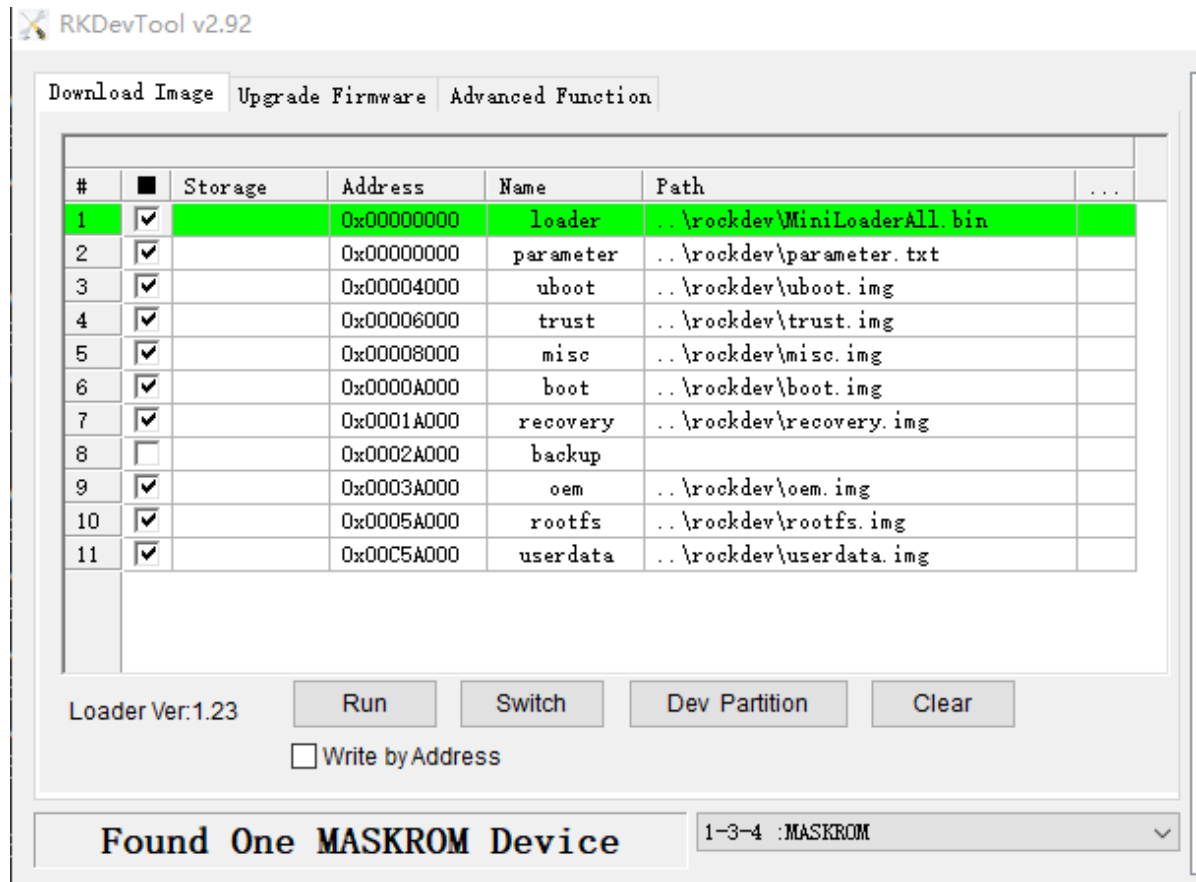 RKDevTool v2.92
Download Image Upgrade Firmware Advanced Function
# Storage Address Name Path ...
1 0x00000000 loader ..\rockdev\MiniLoaderAll.bin
2 0x00000000 parameter ..\rockdev\parameter.txt
3 0x00004000 uboot ..\rockdev\uboot.img
4 0x00006000 trust ..\rockdev\trust.img
5 0x00008000 misc ..\rockdev\misc.img
6 0x0000A000 boot ..\rockdev\boot.img
7 0x0001A000 recovery ..\rockdev\recovery.img
8 0x0002A000 backup
9 0x0003A000 oem ..\rockdev\oem.img
10 0x0005A000 rootfs ..\rockdev\rootfs.img
11 0x00C5A000 userdata ..\rockdev\userdata.img
Loader Ver:1.23 Run Switch Dev Partition Clear
Write by Address
Found One MASKROM Device 1-3-4 :MASKROM